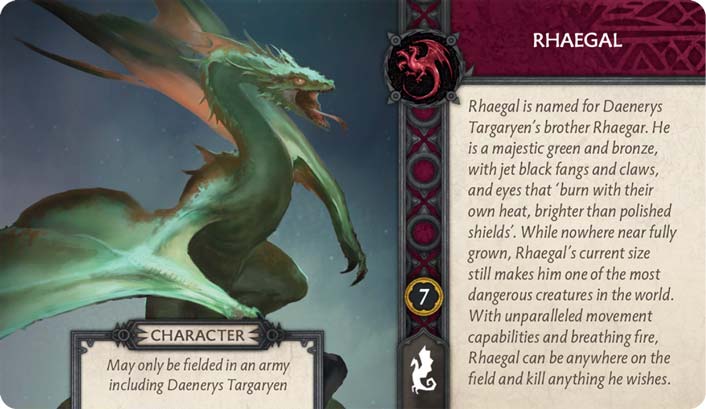 RHAEGAL
Rhaegal is named for Daenerys
Targaryen's brother Rhaegar. He
is a majestic green and bronze,
with jet black fangs and claws,
and eyes that ‘burn with their
own heat, brighter than polished
shields’. While nowhere near fully
grown, Rhaegal's current size
still makes him one of the most
dangerous creatures in the world.
With unparalleled movement
capabilities and breathing fire,
Rhaegal can be anywhere on the
field and kill anything he wishes.
7
CHARACTER
May only be fielded in an army
including Daenerys Targaryen